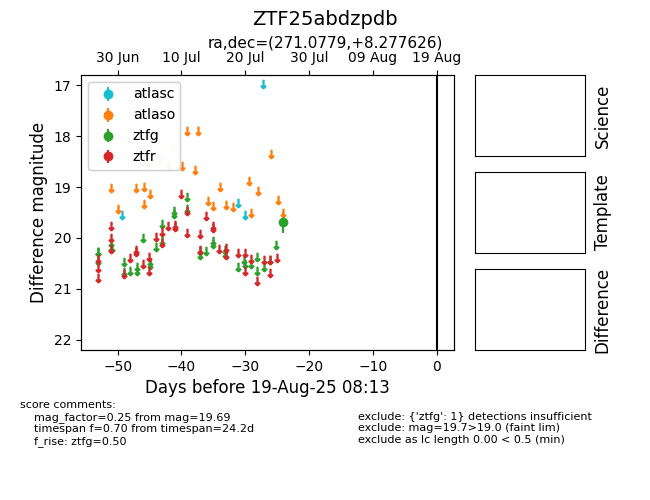 ZTF25abdzpdb
ra,dec=(271.0779,+8.277626)
30 Jun 10 Jul 20 Jul 30 Jul 09 Aug 19 Aug
17
18
19
20
21
22
Difference magnitude
atlasc
atlaso
ztfg
ztfr
−50 −40 −30 −20 −10 0
Days before 19-Aug-25 08:13
Science
Template
Difference
score comments:
mag_factor=0.25 from mag=19.69
timespan f=0.70 from timespan=24.2d
f_rise: ztfg=0.50
exclude: {'ztfg': 1} detections insufficient
exclude: mag=19.7>19.0 (faint lim)
exclude as lc length 0.00 < 0.5 (min)